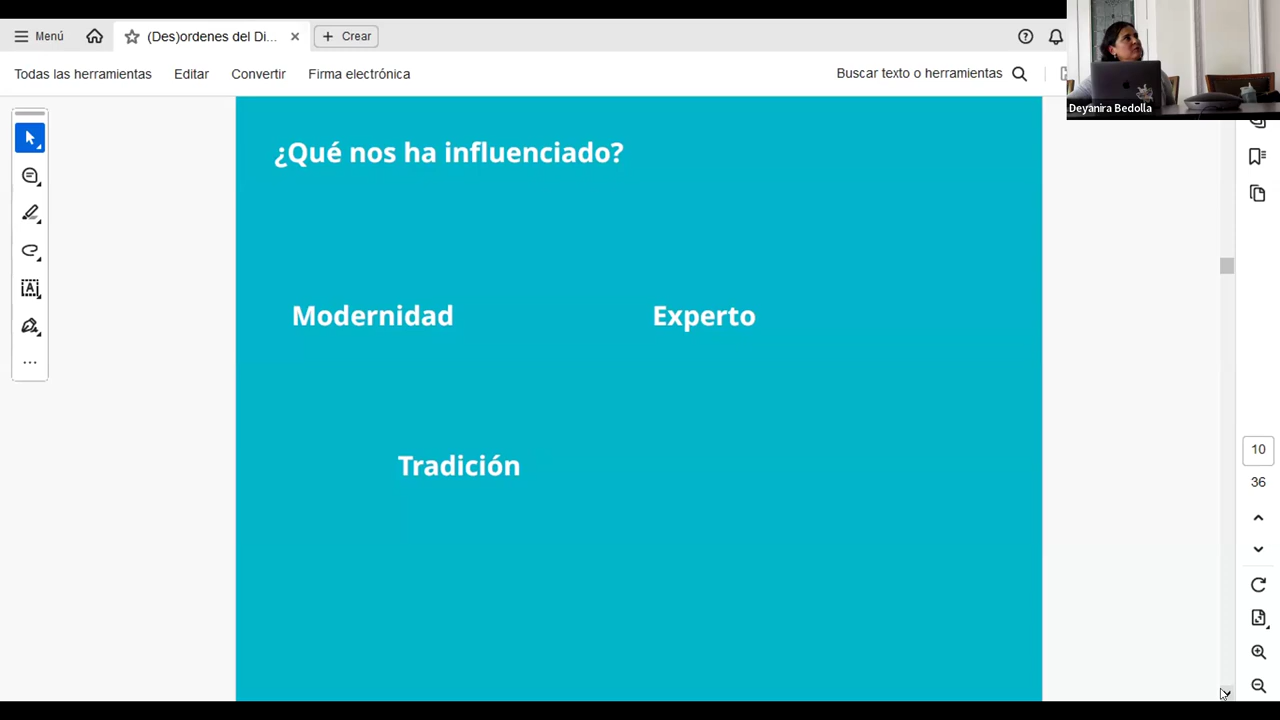 Menú
(Des)ordenes del Di...
Crear
Todas las herramientas
Editar
Convertir
Firma electrónica
Buscar texto o herramientas
Deyanira Bedolla
¿Qué nos ha influenciado?
Modernidad
Experto
Tradición
10
36